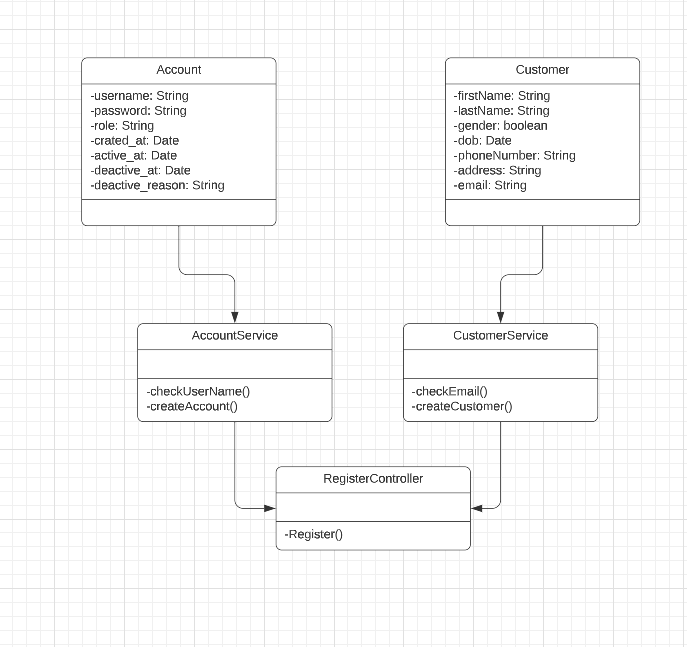 Account
-username: String
-password: String
-role: String
-crated_at: Date
-active_at: Date
-deactive_at: Date
-deactive_reason: String
Customer
-firstName: String
-lastName: String
-gender: boolean
-dob: Date
-phoneNumber: String
-address: String
-email: String
AccountService
-checkUserName()
-createAccount()
CustomerService
-checkEmail()
-createCustomer()
RegisterController
-Register()